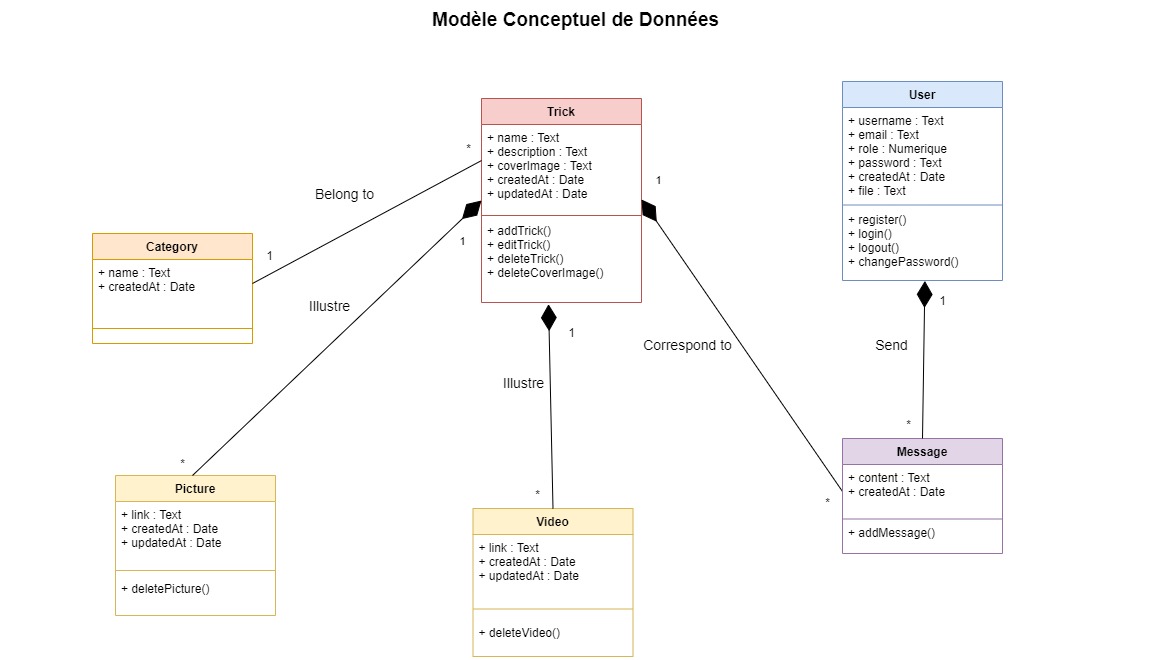 Modèle Conceptuel de Données
Trick
+ name : Text
+ description : Text
+ coverImage : Text
+ createdAt : Date
+ updatedAt : Date
+ addTrick()
+ editTrick()
+ deleteTrick()
+ deleteCoverImage()
User
+ username : Text
+ email : Text
+ role : Numerique
+ password : Text
+ createdAt : Date
+ file : Text
+ register()
+ login()
+ logout()
+ changePassword()
*
Belong to
1
Category
+ name : Text
+ createdAt : Date
1
Illustre
*
1
Illustre
*
1
Correspond to
*
1
Send
*
Picture
+ link : Text
+ createdAt : Date
+ updatedAt : Date
+ deletePicture()
Video
+ link : Text
+ createdAt : Date
+ updatedAt : Date
+ deleteVideo()
Message
+ content : Text
+ createdAt : Date
+ addMessage()